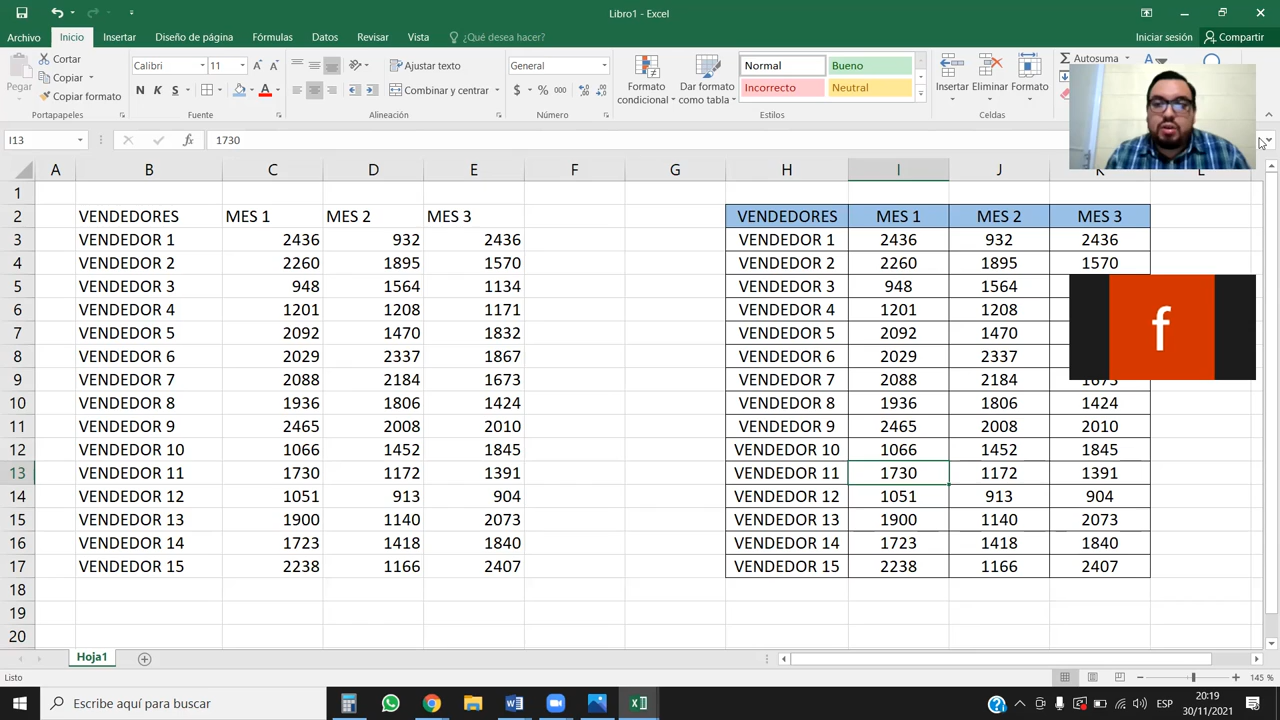 Libro1 - Excel
Archivo Inicio Insertar Diseño de página Fórmulas Datos Revisar Vista ¿Qué desea hacer? Iniciar sesión Compartir
Pegar Cortar Copiar Copiar formato
Calibri 11
N K S
Ajustar texto
Combinar y centrar
General
$ % 000
Formato condicional
Dar formato como tabla
Normal Bueno
Incorrecto Neutral
Insertar Eliminar Formato
Autosuma
Portapapeles Fuente Alineación Número Estilos Celdas
I13 fx 1730
A B C D E F G H I J K L
1
2 VENDEDORES MES 1 MES 2 MES 3 VENDEDORES MES 1 MES 2 MES 3
3 VENDEDOR 1 2436 932 2436 VENDEDOR 1 2436 932 2436
4 VENDEDOR 2 2260 1895 1570 VENDEDOR 2 2260 1895 1570
5 VENDEDOR 3 948 1564 1134 VENDEDOR 3 948 1564
6 VENDEDOR 4 1201 1208 1171 VENDEDOR 4 1201 1208
7 VENDEDOR 5 2092 1470 1832 VENDEDOR 5 2092 1470
8 VENDEDOR 6 2029 2337 1867 VENDEDOR 6 2029 2337
9 VENDEDOR 7 2088 2184 1673 VENDEDOR 7 2088 2184 1673
10 VENDEDOR 8 1936 1806 1424 VENDEDOR 8 1936 1806 1424
11 VENDEDOR 9 2465 2008 2010 VENDEDOR 9 2465 2008 2010
12 VENDEDOR 10 1066 1452 1845 VENDEDOR 10 1066 1452 1845
13 VENDEDOR 11 1730 1172 1391 VENDEDOR 11 1730 1172 1391
14 VENDEDOR 12 1051 913 904 VENDEDOR 12 1051 913 904
15 VENDEDOR 13 1900 1140 2073 VENDEDOR 13 1900 1140 2073
16 VENDEDOR 14 1723 1418 1840 VENDEDOR 14 1723 1418 1840
17 VENDEDOR 15 2238 1166 2407 VENDEDOR 15 2238 1166 2407
18
19
20
f
Hoja1
Listo 145 %
Escribe aquí para buscar ESP 20:19
30/11/2021